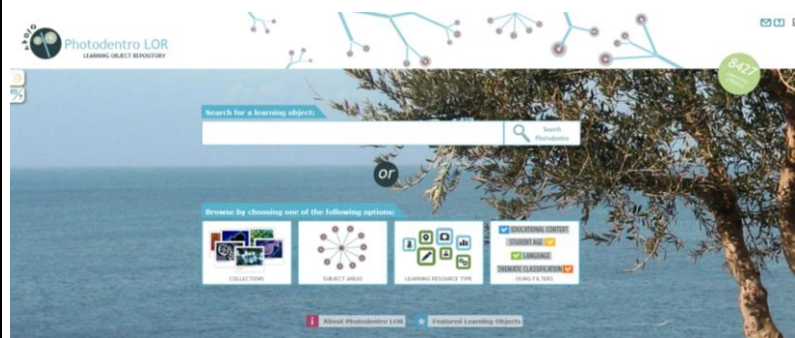 Photodentro LOR
LEARNING OBJECT REPOSITORY
8427
Search for a learning object:
Search
Photodentro
or
Browse by choosing one of the following options:
COLLECTIONS
SUBJECT AREAS
LEARNING RESOURCE TYPE
EDUCATIONAL CONTEXT
STUDENT AGE
LANGUAGE
THEMATIC CLASSIFICATION
USING FILTERS
i About Photodentro LOR
Featured Learning Objects